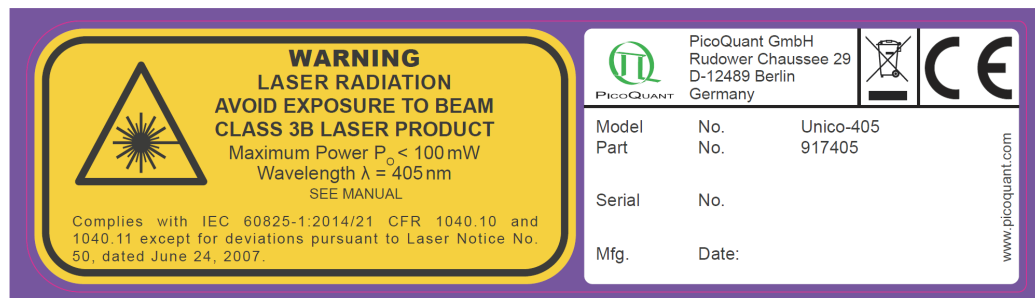 WARNING
LASER RADIATION
AVOID EXPOSURE TO BEAM
CLASS 3B LASER PRODUCT
Maximum Power Po < 100 mW
Wavelength λ = 405 nm
SEE MANUAL
Complies with IEC 60825-1:2014/21 CFR 1040.10 and
1040.11 except for deviations pursuant to Laser Notice No.
50, dated June 24, 2007.
PICOQUANT
PicoQuant GmbH
Rudower Chaussee 29
D-12489 Berlin
Germany
CE
Model No. Unico-405
Part No. 917405
Serial No.
Mfg. Date:
www.picoquant.com